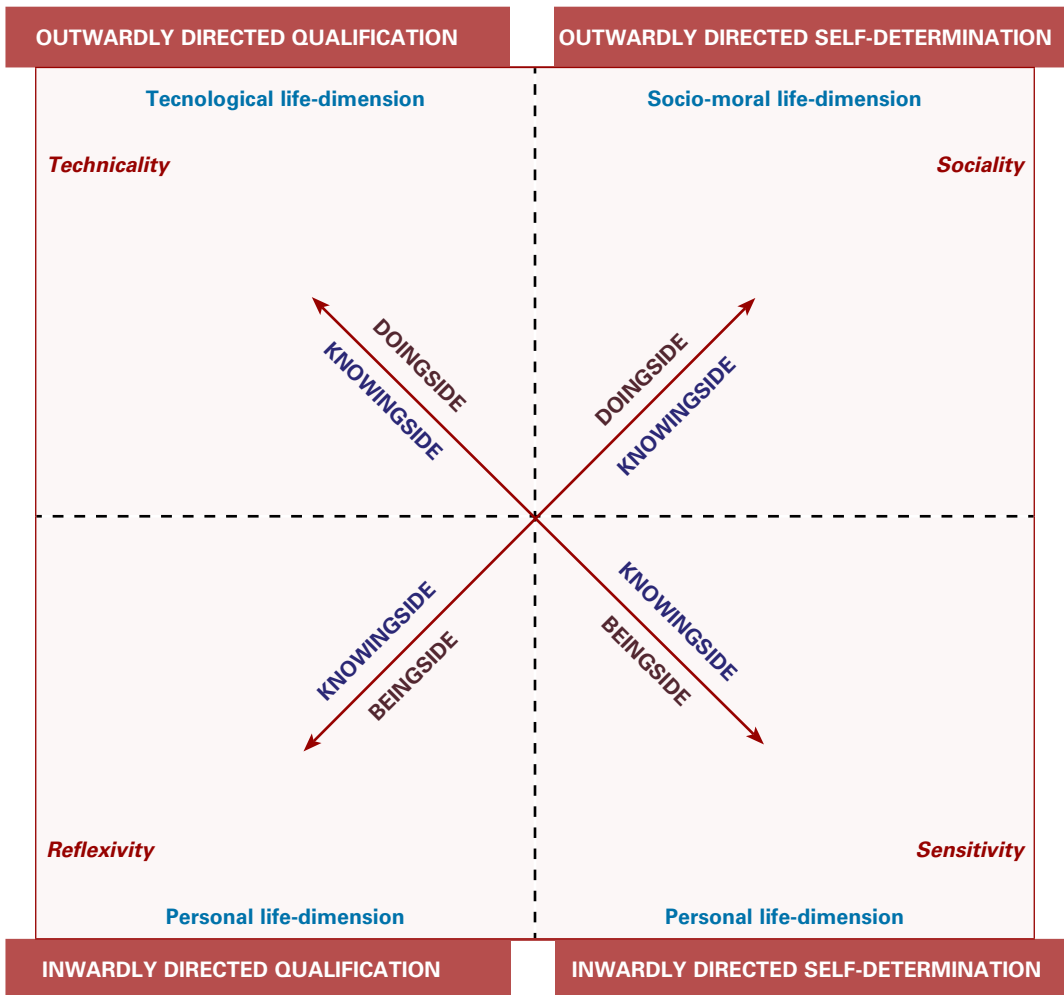 OUTWARDLY DIRECTED QUALIFICATION
OUTWARDLY DIRECTED SELF-DETERMINATION
Tecnological life-dimension
Socio-moral life-dimension
Technicality
Sociality
DOINGSIDE
KNOWINGSIDE
DOINGSIDE
KNOWINGSIDE
KNOWINGSIDE
BEINGSIDE
KNOWINGSIDE
BEINGSIDE
Reflexivity
Sensitivity
Personal life-dimension
Personal life-dimension
INWARDLY DIRECTED QUALIFICATION
INWARDLY DIRECTED SELF-DETERMINATION